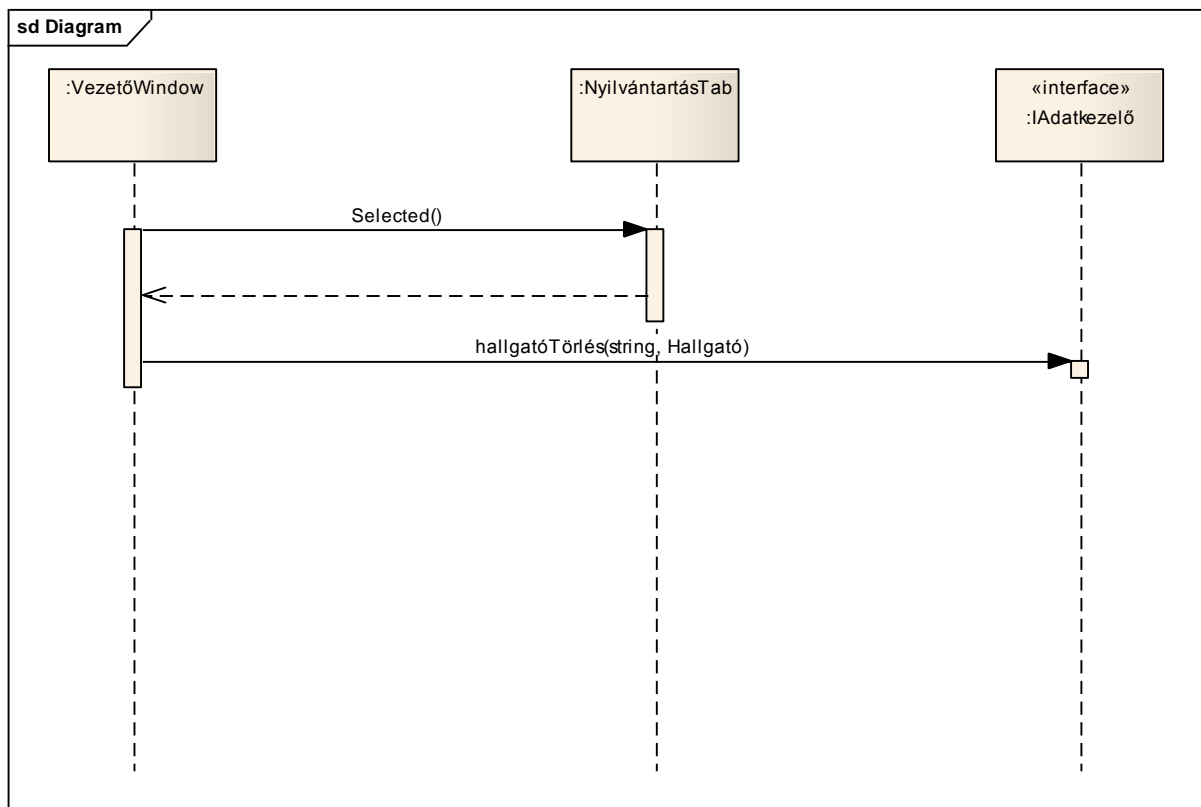 sd Diagram
:VezetőWindow
:NyilvántartásTab
«interface»
:IAdatkezelő
Selected()
hallgatóTörlés(string, Hallgató)